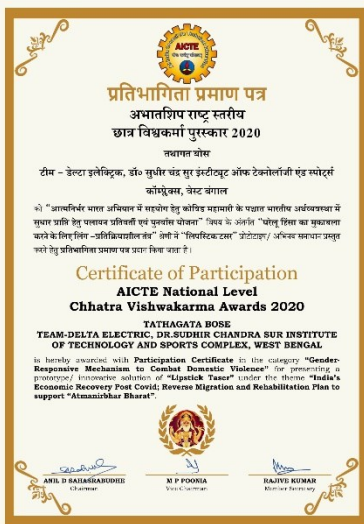 AICTE
प्रतिभागिता प्रमाण पत्र
अभातशिप राष्ट्र स्तरीय
छात्र विश्वकर्मा पुरस्कार 2020
तथागत बोस
टीम – डेल्टा इलेक्ट्रिक, डॉ० सुधीर चंद्र सुर इंस्टीट्यूट ऑफ टेक्नोलॉजी एंड स्पोर्ट्स
कॉम्प्लेक्स, वेस्ट बंगाल
को "आत्मनिर्भर भारत अभियान में सहयोग हेतु कोविड महामारी के पश्चात भारतीय अर्थव्यवस्था में
सुधार प्राप्ति हेतु पलायन प्रतिवर्ती एवं पुनर्वास योजना" विषय के अंतर्गत "घरेलू हिंसा का मुकाबला
करने के लिए लिंग –प्रतिक्रियाशील तंत्र" श्रेणी में "लिपस्टिक टसर" प्रोटोटाइप/ अभिनव समाधान प्रस्तुत
करने हेतु प्रतिभागिता प्रमाण पत्र प्रदान किया जाता है।
Certificate of Participation
AICTE National Level
Chhatra Vishwakarma Awards 2020
TATHAGATA BOSE
TEAM-DELTA ELECTRIC, DR.SUDHIR CHANDRA SUR INSTITUTE
OF TECHNOLOGY AND SPORTS COMPLEX, WEST BENGAL
is hereby awarded with Participation Certificate in the category "Gender-
Responsive Mechanism to Combat Domestic Violence" for presenting a
prototype/ innovative solution of "Lipstick Taser" under the theme "India's
Economic Recovery Post Covid; Reverse Migration and Rehabilitation Plan to
support "Atmanirbhar Bharat".
ANIL D SAHASRABUDHE
Chairman
M P POONIA
Vice Chairman
RAJIVE KUMAR
Member Secretary